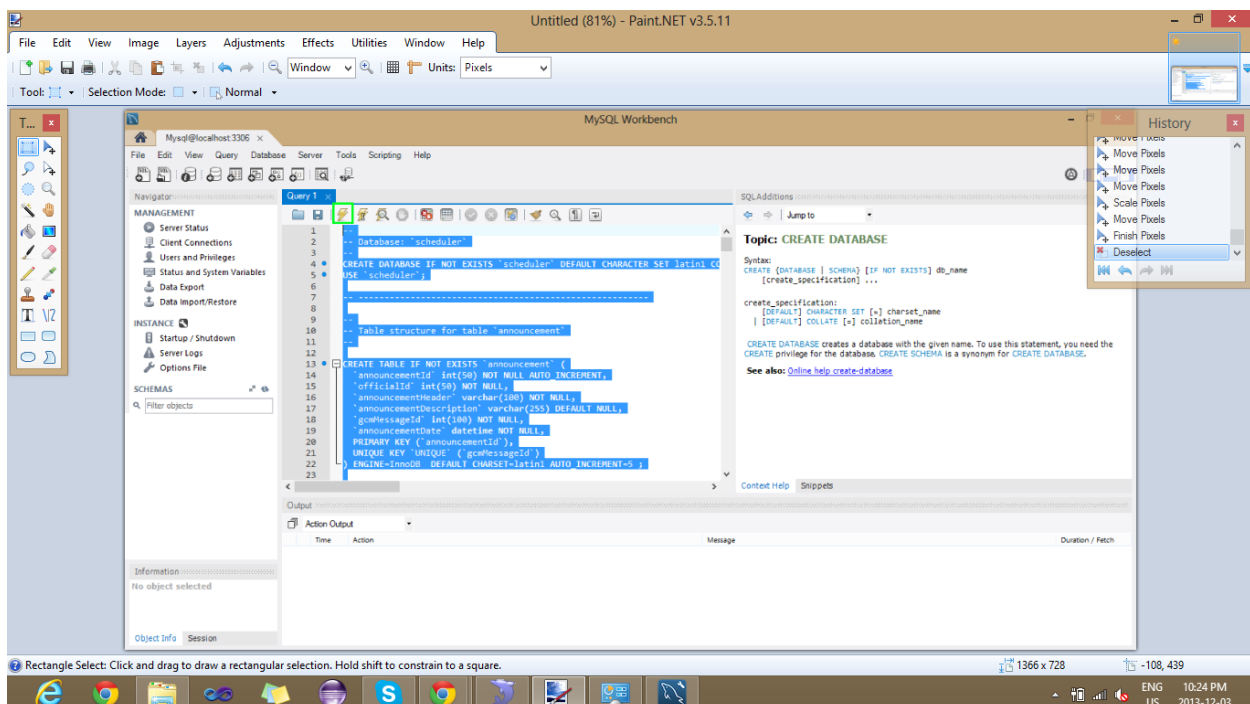 Untitled (81%) - Paint.NET v3.5.11
File Edit View Image Layers Adjustments Effects Utilities Window Help
Window Units: Pixels
Tool: Selection Mode: Normal
T...
MySQL Workbench
History
Mysql@localhost:3306
File Edit View Query Database Server Tools Scripting Help
Move Pixels
Move Pixels
Move Pixels
Move Pixels
Scale Pixels
Move Pixels
Finish Pixels
Deselect
Navigator
MANAGEMENT
Server Status
Client Connections
Users and Privileges
Status and System Variables
Data Export
Data Import/Restore
INSTANCE
Startup / Shutdown
Server Logs
Options File
SCHEMAS
Filter objects
Information
No object selected
Object Info Session
Query 1
1 --
2 -- Database: `scheduler`
3 --
4 CREATE DATABASE IF NOT EXISTS `scheduler` DEFAULT CHARACTER SET latin1 CO
5 USE `scheduler`;
6
7 -- --------------------------------------------------------
8
9 --
10 -- Table structure for table `announcement`
11 --
12
13 CREATE TABLE IF NOT EXISTS `announcement` (
14 `announcementId` int(50) NOT NULL AUTO_INCREMENT,
15 `officialId` int(50) NOT NULL,
16 `announcementHeader` varchar(100) NOT NULL,
17 `announcementDescription` varchar(255) DEFAULT NULL,
18 `gcmMessageId` int(100) NOT NULL,
19 `announcementDate` datetime NOT NULL,
20 PRIMARY KEY (`announcementId`),
21 UNIQUE KEY `UNIQUE` (`gcmMessageId`)
22 ) ENGINE=InnoDB DEFAULT CHARSET=latin1 AUTO_INCREMENT=5 ;
23
SQLAdditions
Jump to
Topic: CREATE DATABASE
Syntax:
CREATE {DATABASE | SCHEMA} [IF NOT EXISTS] db_name
[create_specification] ...
create_specification:
[DEFAULT] CHARACTER SET [=] charset_name
| [DEFAULT] COLLATE [=] collation_name
CREATE DATABASE creates a database with the given name. To use this statement, you need the
CREATE privilege for the database. CREATE SCHEMA is a synonym for CREATE DATABASE.
See also: Online help create-database
Context Help Snippets
Output
Action Output
Time Action Message Duration / Fetch
Rectangle Select: Click and drag to draw a rectangular selection. Hold shift to constrain to a square.
1366 x 728
-108, 439
ENG 10:24 PM
US 2013-12-03